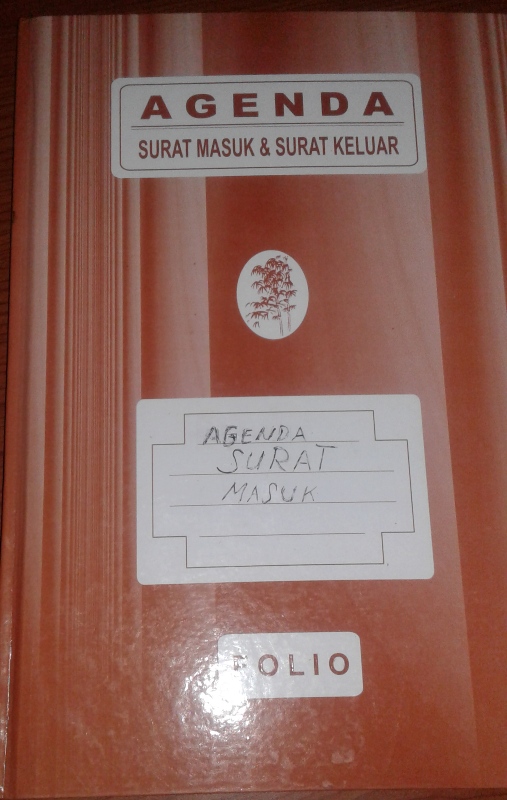 AGENDA
SURAT MASUK & SURAT KELUAR
AGENDA
SURAT
MASUK
FOLIO